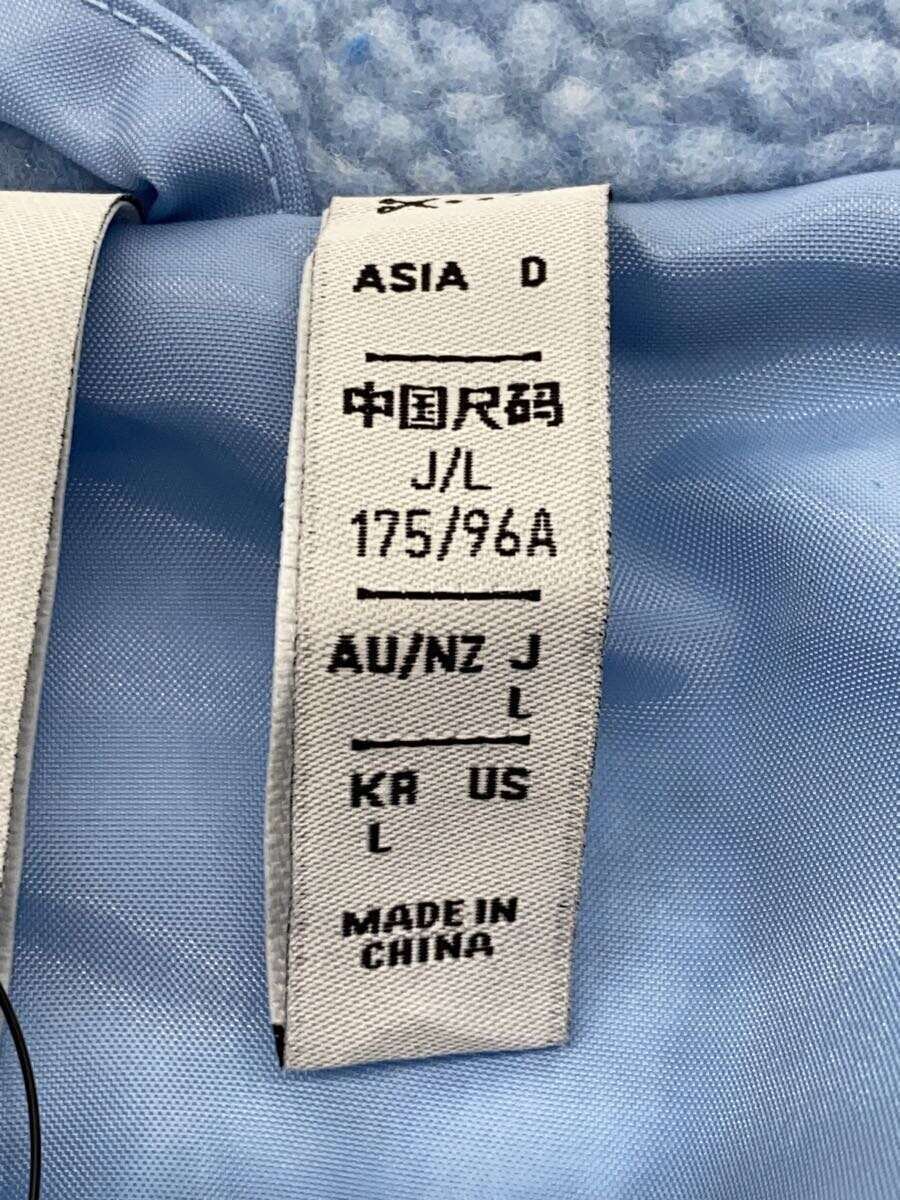 ASIA D
中国尺码
J/L
175/96A
AU/NZ J
L
KR US
L
MADE IN
CHINA